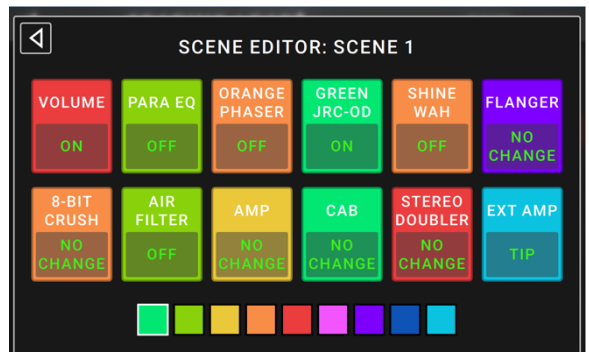 SCENE EDITOR: SCENE 1
VOLUME
ON
PARA EQ
OFF
ORANGE
PHASER
OFF
GREEN
JRC-OD
ON
SHINE
WAH
OFF
FLANGER
NO
CHANGE
8-BIT
CRUSH
NO
CHANGE
AIR
FILTER
OFF
AMP
NO
CHANGE
CAB
NO
CHANGE
STEREO
DOUBLER
NO
CHANGE
EXT AMP
TIP